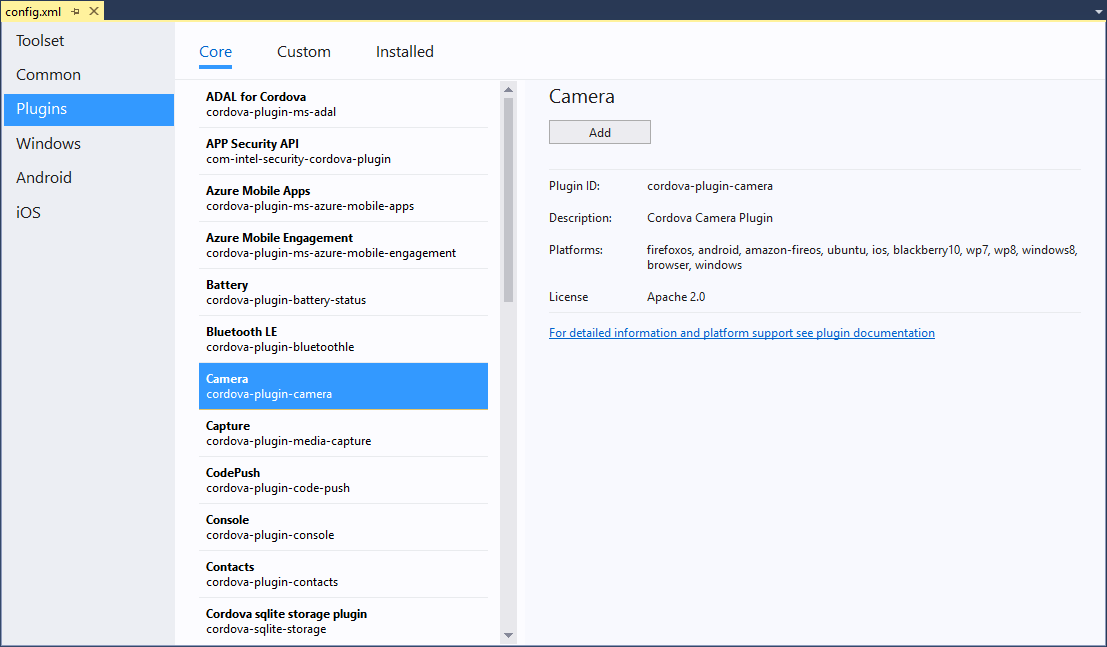 config.xml
Toolset
Common
Plugins
Windows
Android
iOS
Core Custom Installed
ADAL for Cordova
cordova-plugin-ms-adal
APP Security API
com-intel-security-cordova-plugin
Azure Mobile Apps
cordova-plugin-ms-azure-mobile-apps
Azure Mobile Engagement
cordova-plugin-ms-azure-mobile-engagement
Battery
cordova-plugin-battery-status
Bluetooth LE
cordova-plugin-bluetoothle
Camera
cordova-plugin-camera
Capture
cordova-plugin-media-capture
CodePush
cordova-plugin-code-push
Console
cordova-plugin-console
Contacts
cordova-plugin-contacts
Cordova sqlite storage plugin
cordova-sqlite-storage
Camera
Add
Plugin ID: cordova-plugin-camera
Description: Cordova Camera Plugin
Platforms: firefoxos, android, amazon-fireos, ubuntu, ios, blackberry10, wp7, wp8, windows8,
browser, windows
License Apache 2.0
For detailed information and platform support see plugin documentation